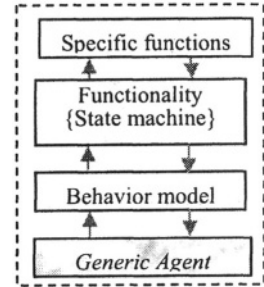 Specific functions
Functionality
{State machine}
Behavior model
Generic Agent